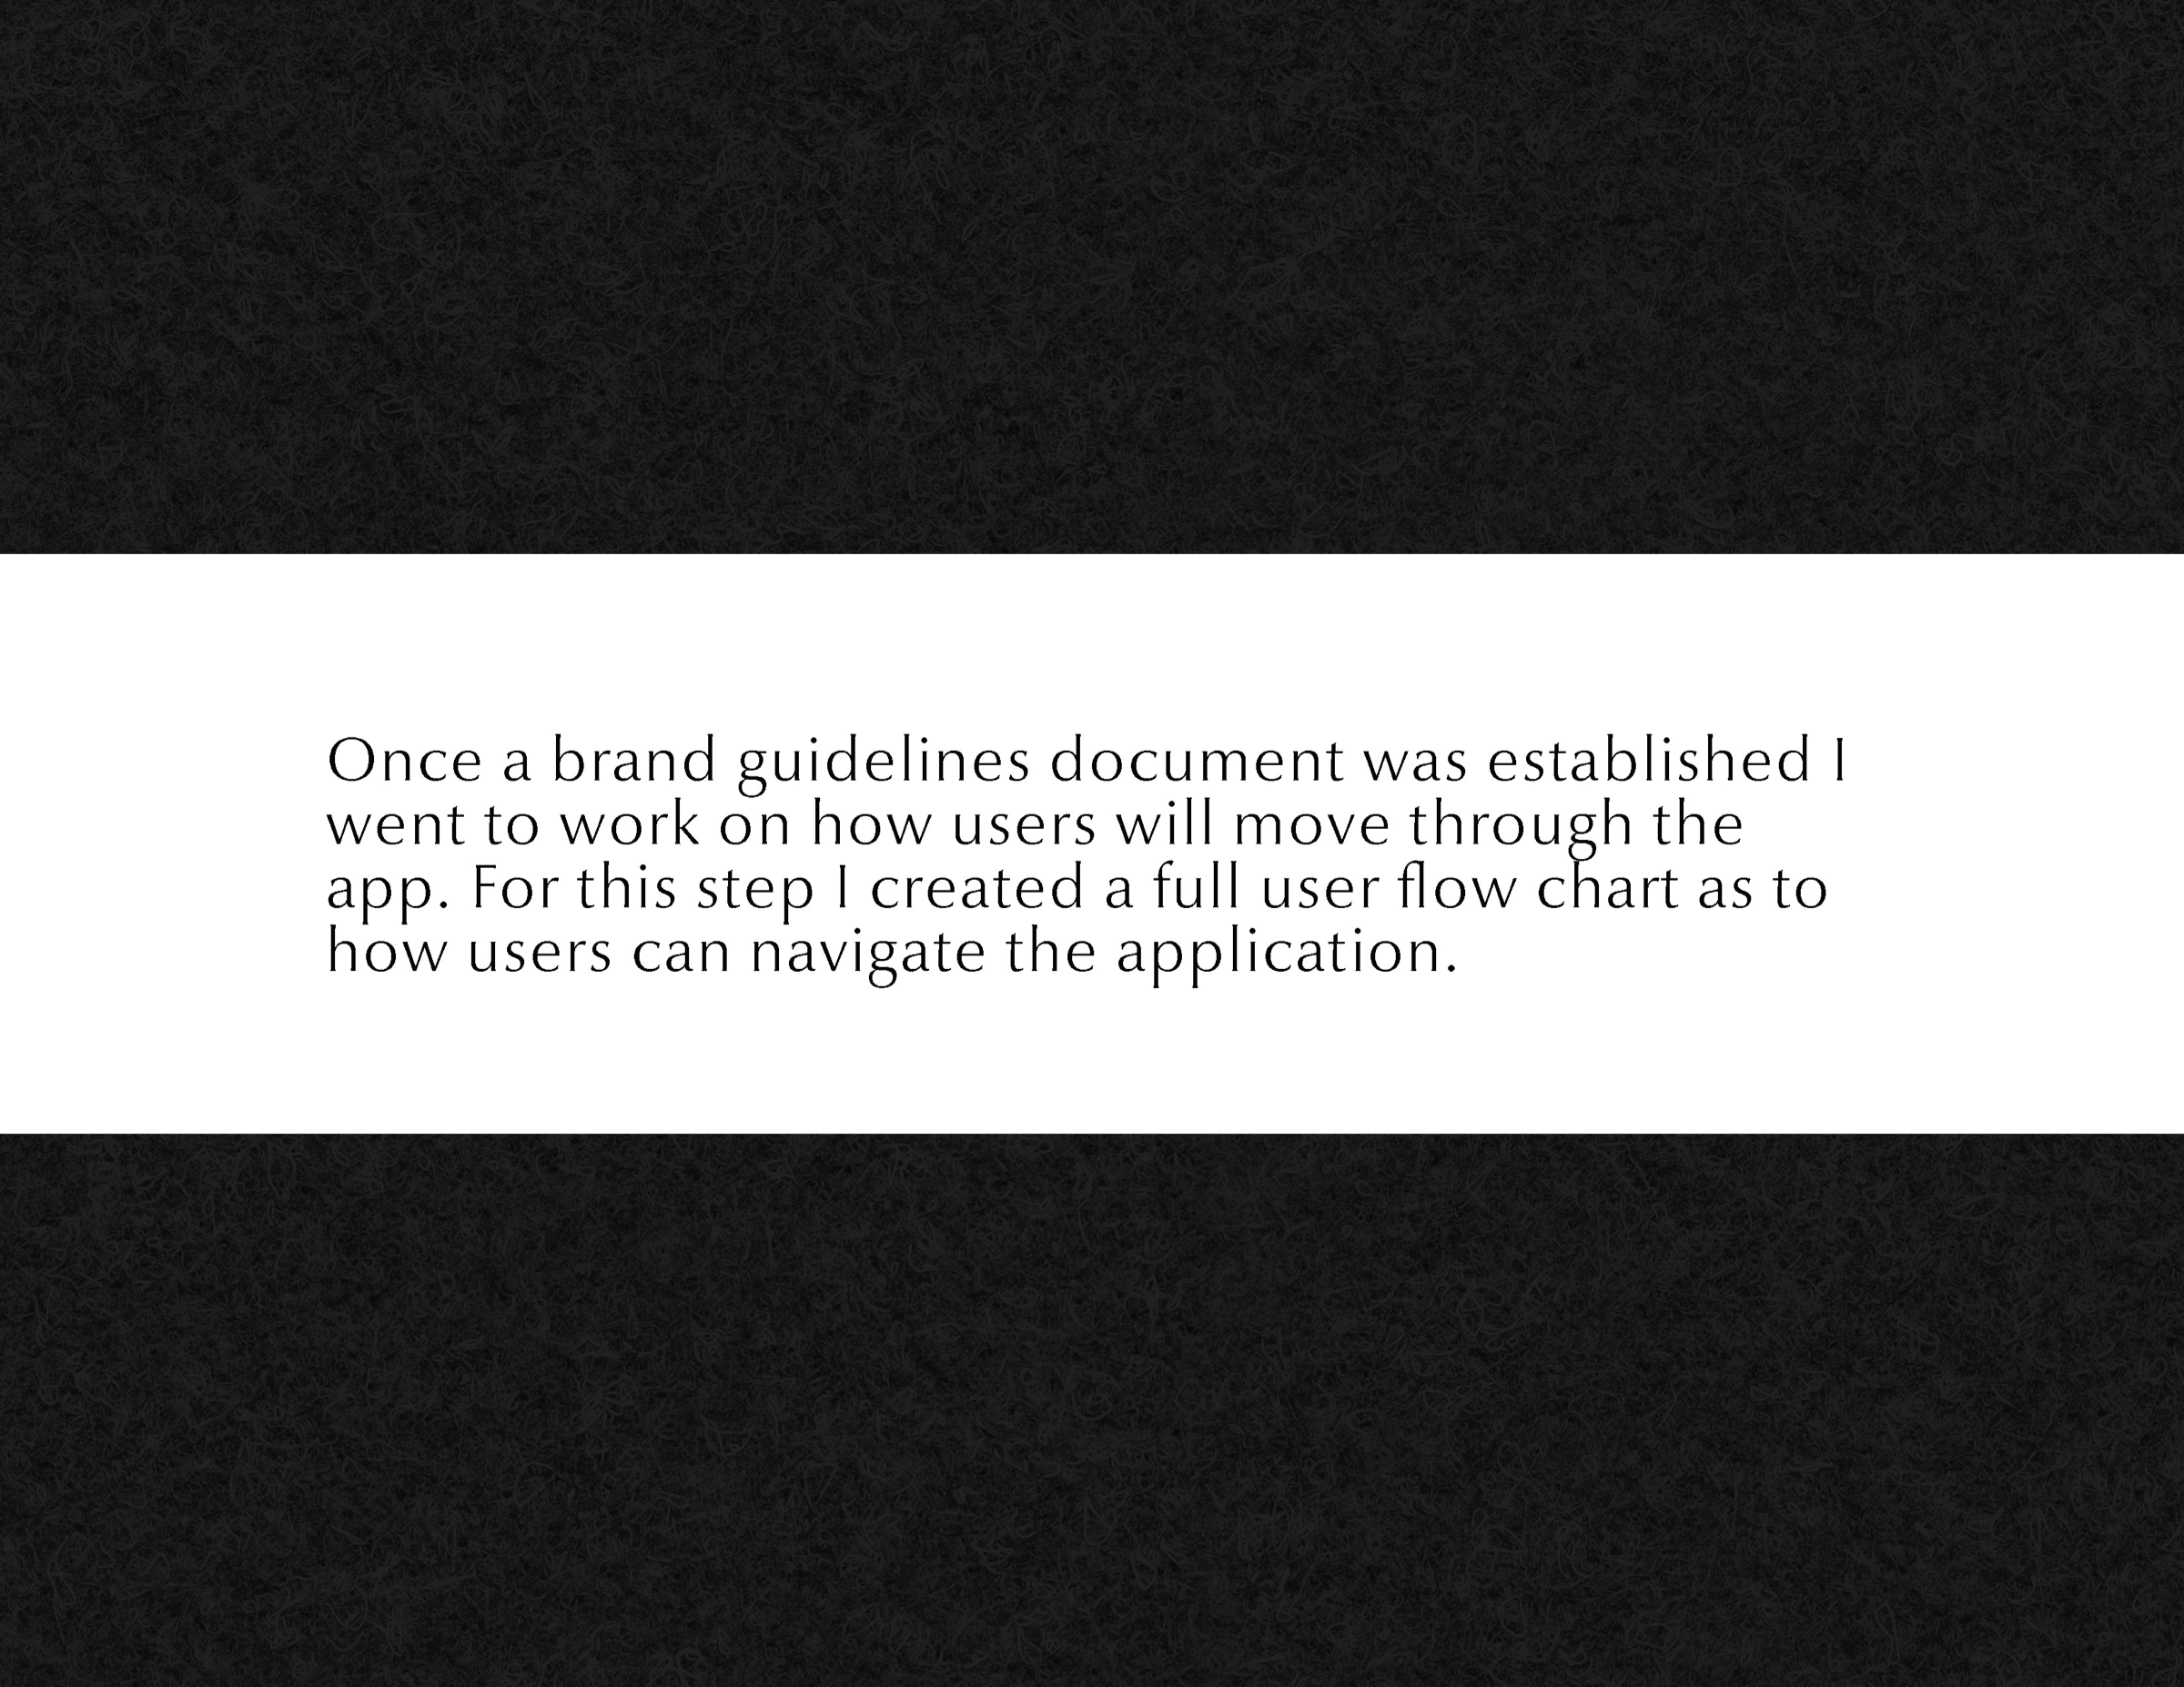 Once a brand guidelines document was established I
went to work on how users will move through the
app. For this step I created a full user flow chart as to
how users can navigate the application.